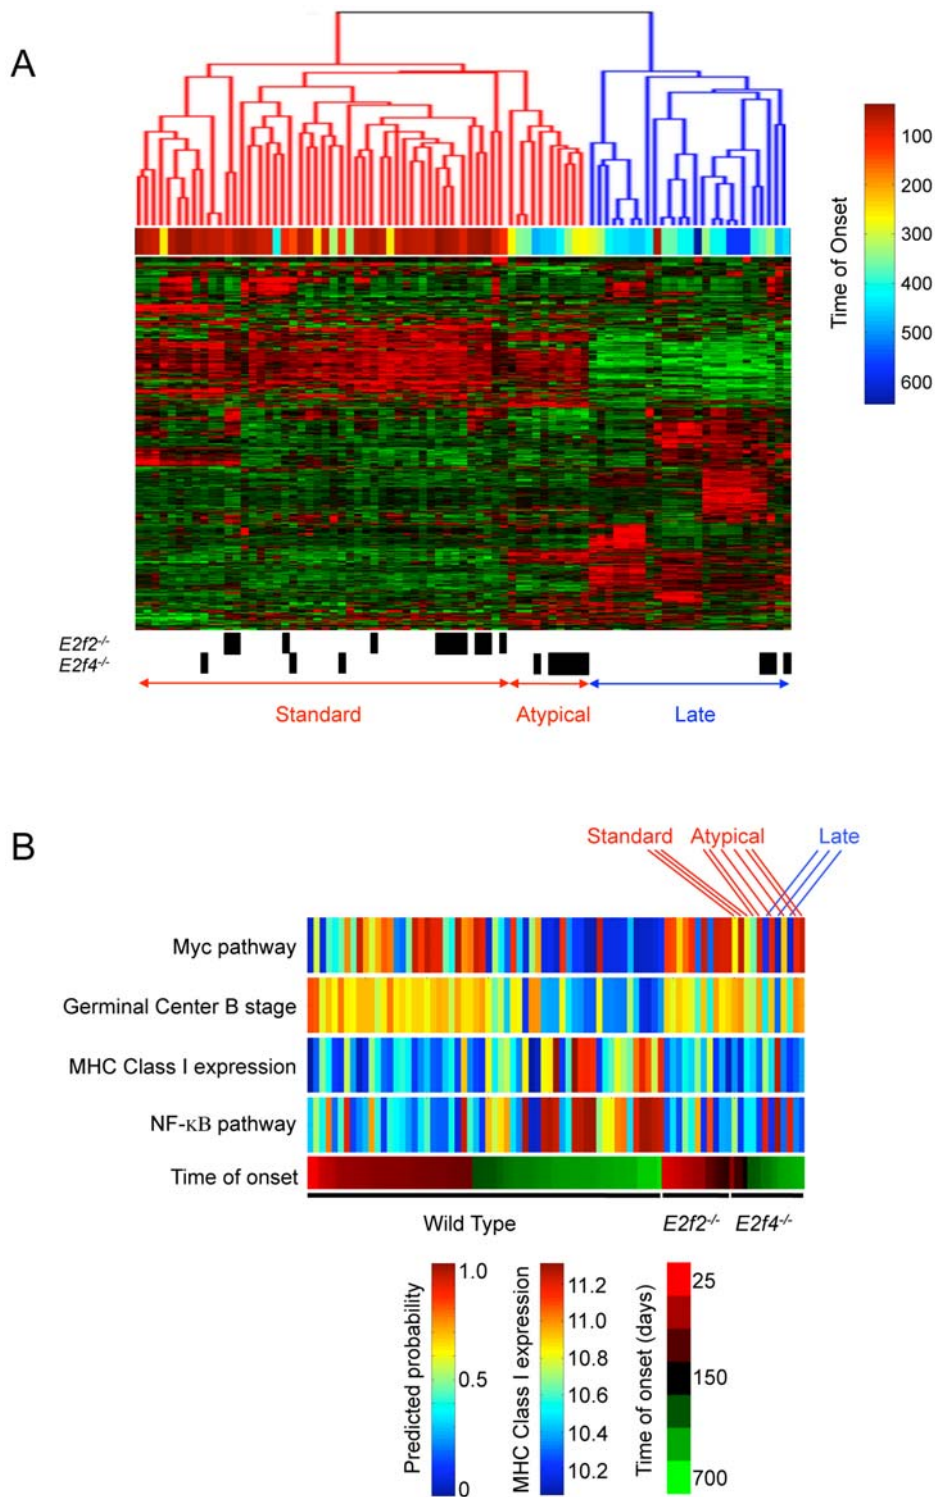 A
100
200
300
400
500
600
Time of Onset
E2f2-/-
E2f4-/-
Standard Atypical Late
B
Standard Atypical Late
Myc pathway
Germinal Center B stage
MHC Class I expression
NF-κB pathway
Time of onset
Wild Type E2f2-/- E2f4-/-
Predicted probability
1.0
0.5
0
MHC Class I expression
11.2
11.0
10.8
10.6
10.4
10.2
Time of onset (days)
25
150
700